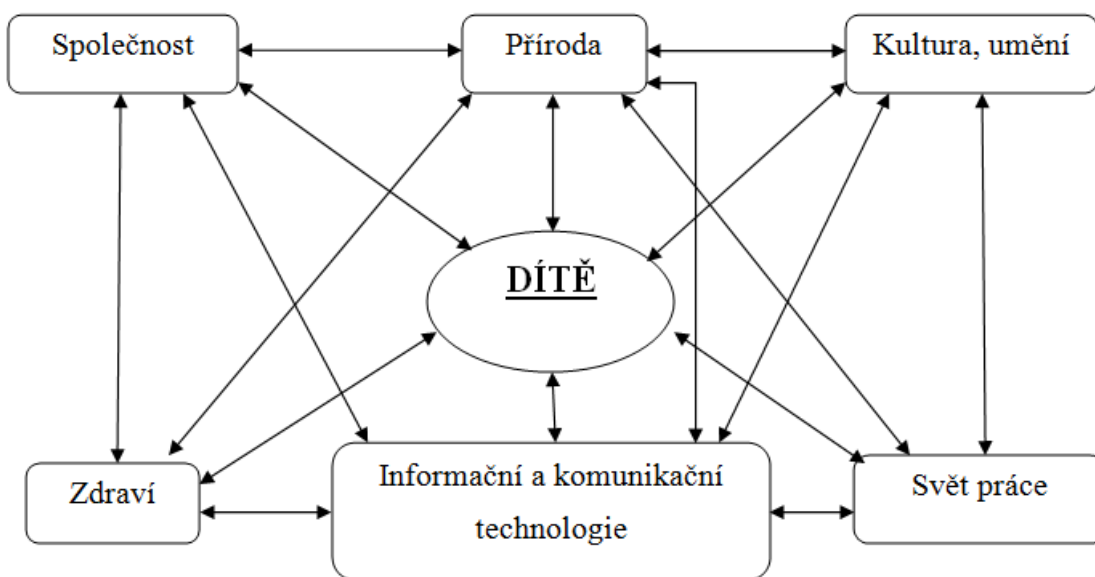 Společnost
Příroda
Kultura, umění
DÍTĚ
Zdraví
Informační a komunikační
technologie
Svět práce